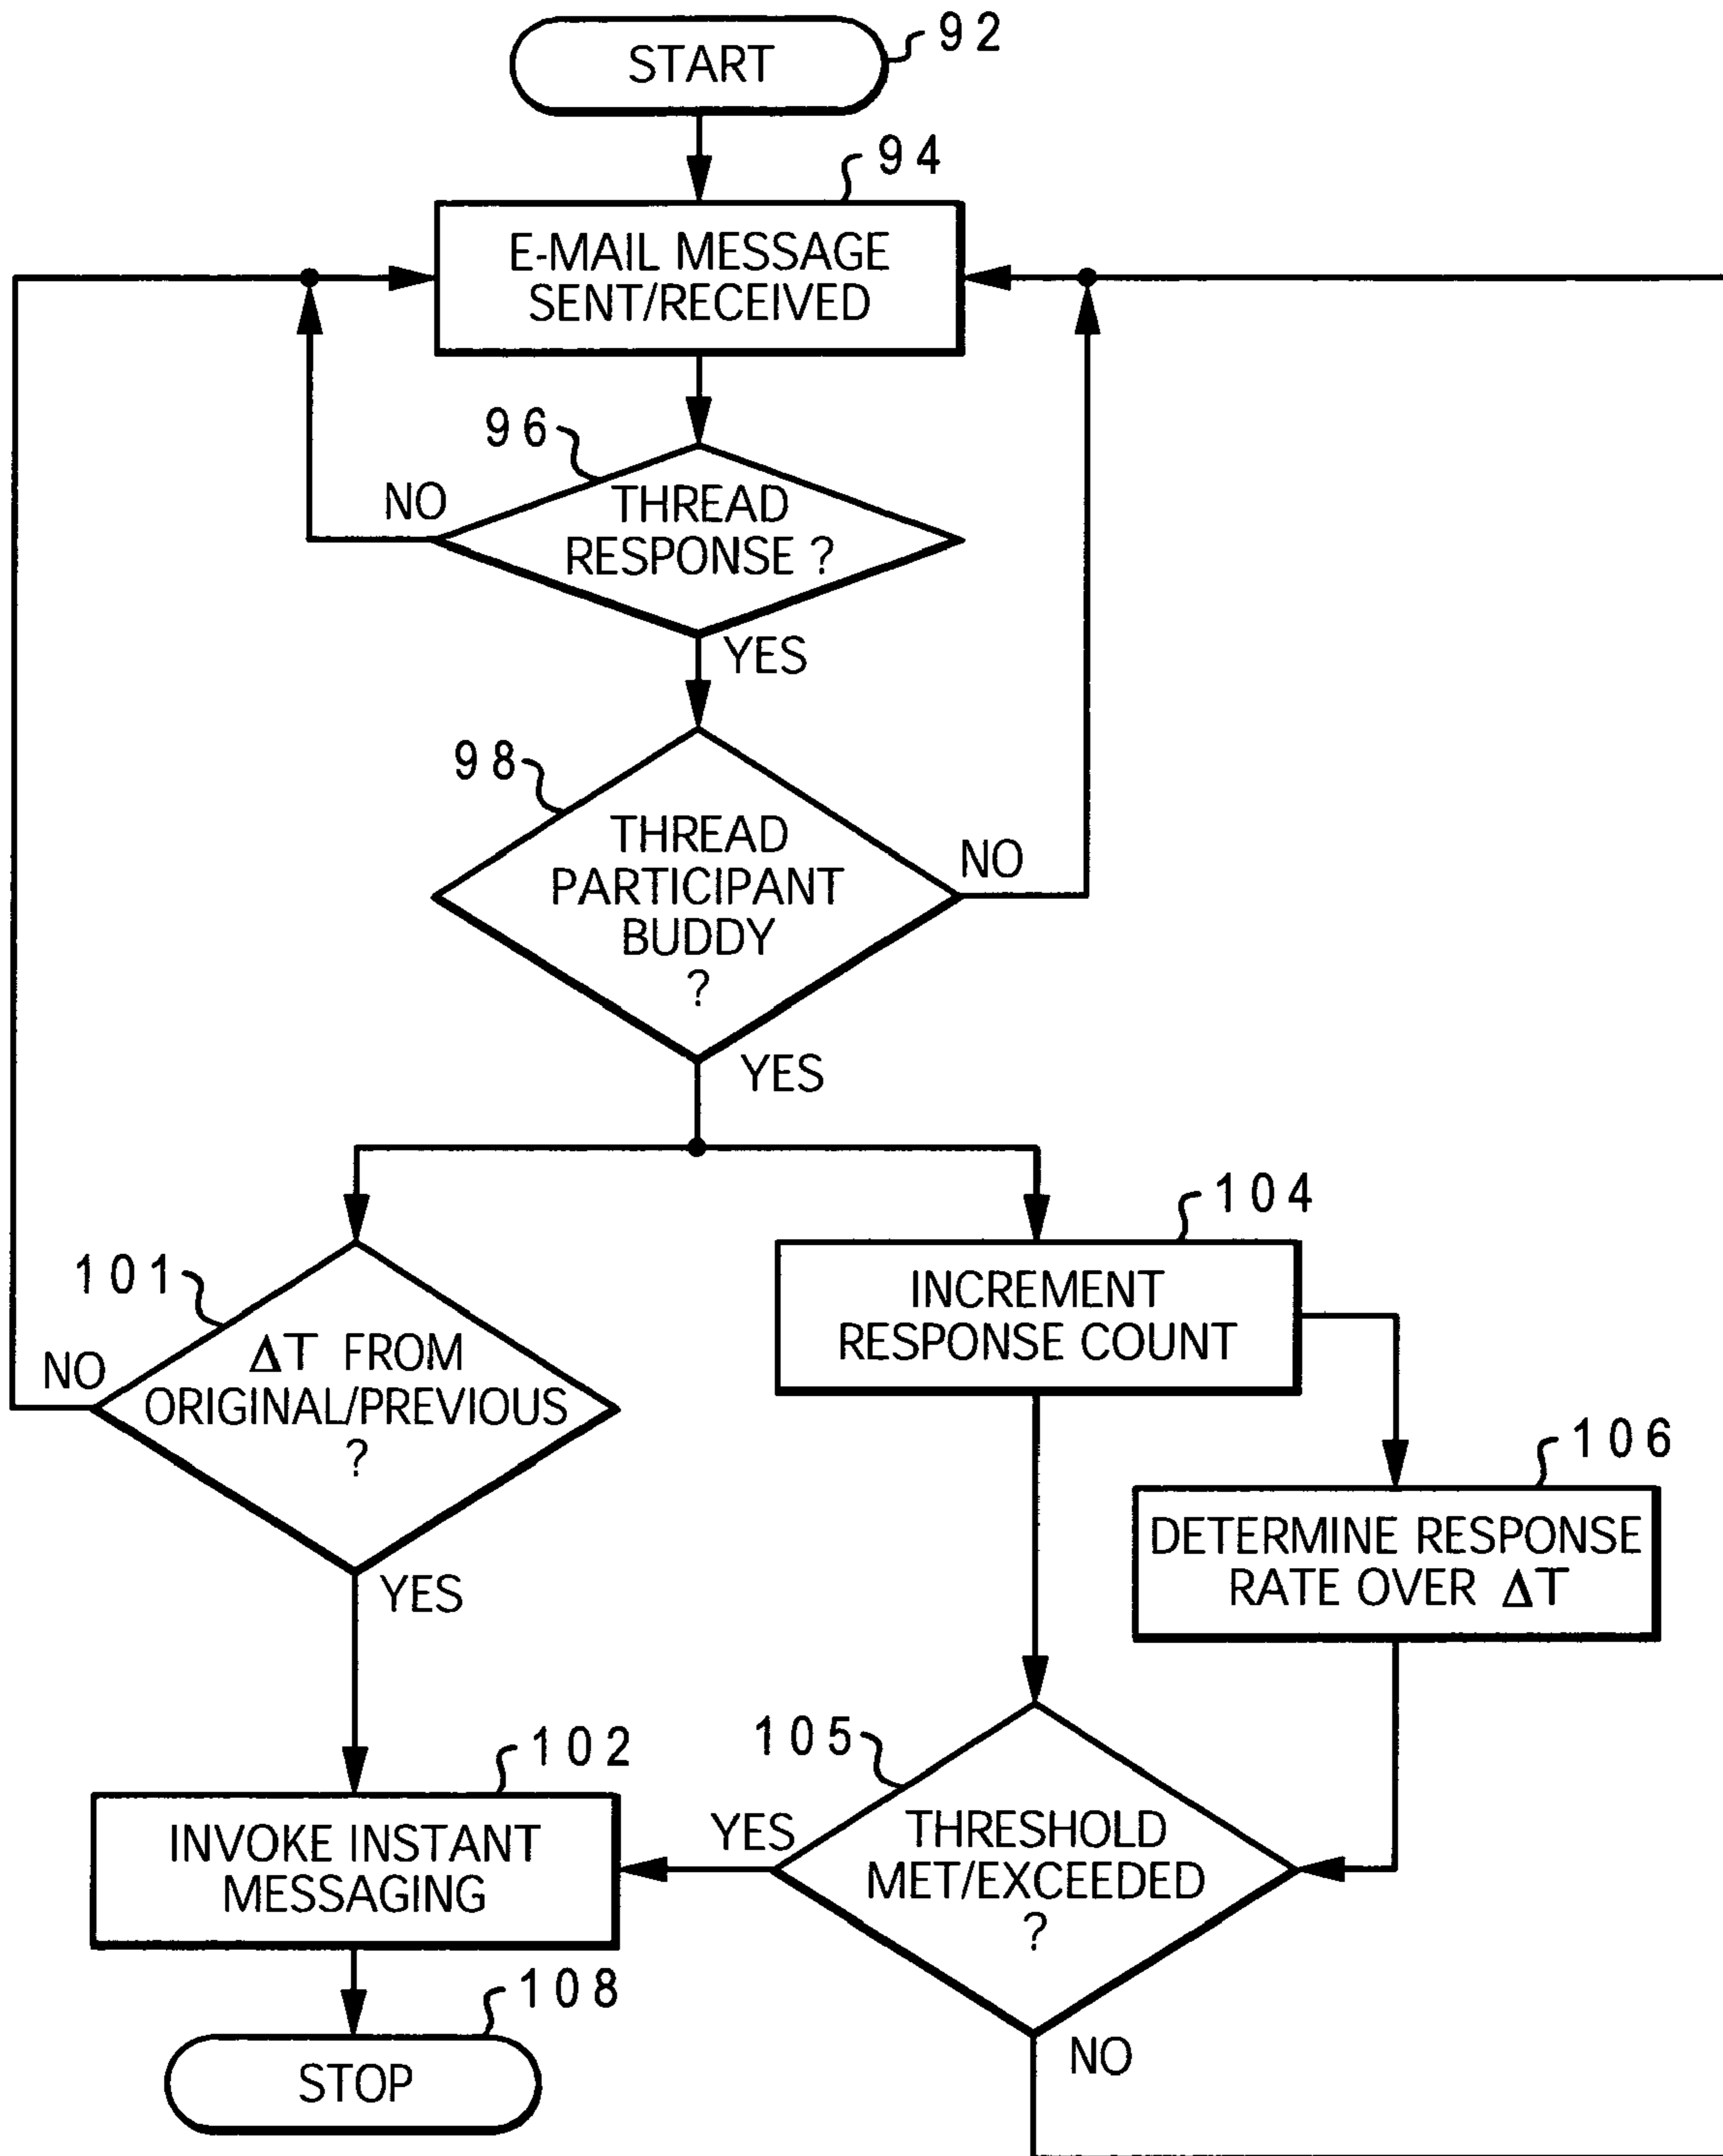 START
92
94
E-MAIL MESSAGE
SENT/RECEIVED
96
NO
THREAD
RESPONSE ?
YES
98
THREAD
PARTICIPANT
BUDDY
?
NO
YES
101
NO
ΔT FROM
ORIGINAL/PREVIOUS
?
YES
104
INCREMENT
RESPONSE COUNT
106
DETERMINE RESPONSE
RATE OVER ΔT
105
THRESHOLD
MET/EXCEEDED
?
YES
NO
102
INVOKE INSTANT
MESSAGING
108
STOP